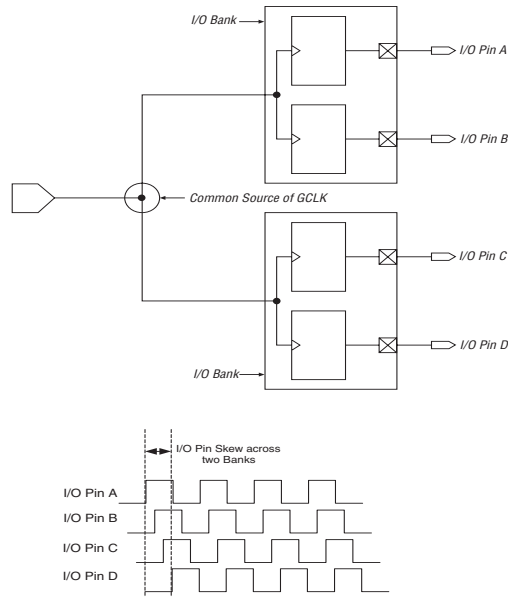 I/O Bank
I/O Pin A
I/O Pin B
Common Source of GCLK
I/O Pin C
I/O Pin D
I/O Bank
I/O Pin Skew across
two Banks
I/O Pin A
I/O Pin B
I/O Pin C
I/O Pin D